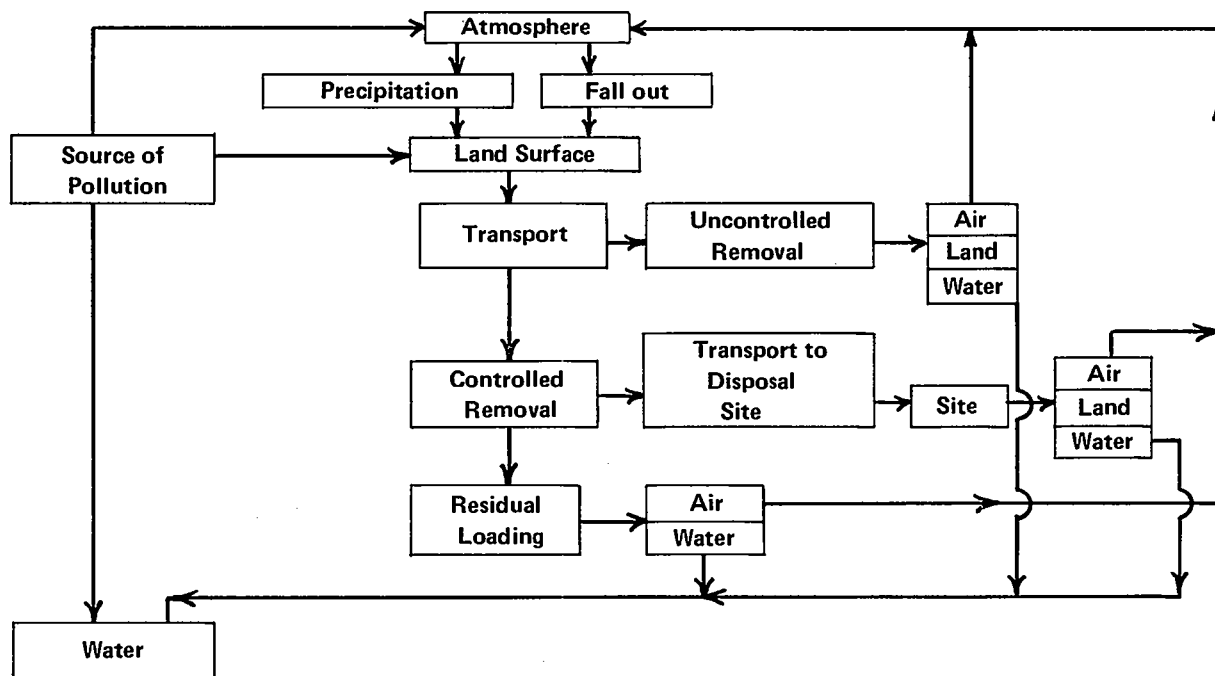 Atmosphere
Precipitation
Fall out
Source of
Pollution
Land Surface
Transport
Uncontrolled
Removal
Air
Land
Water
Controlled
Removal
Transport to
Disposal
Site
Site
Air
Land
Water
Residual
Loading
Air
Water
Water